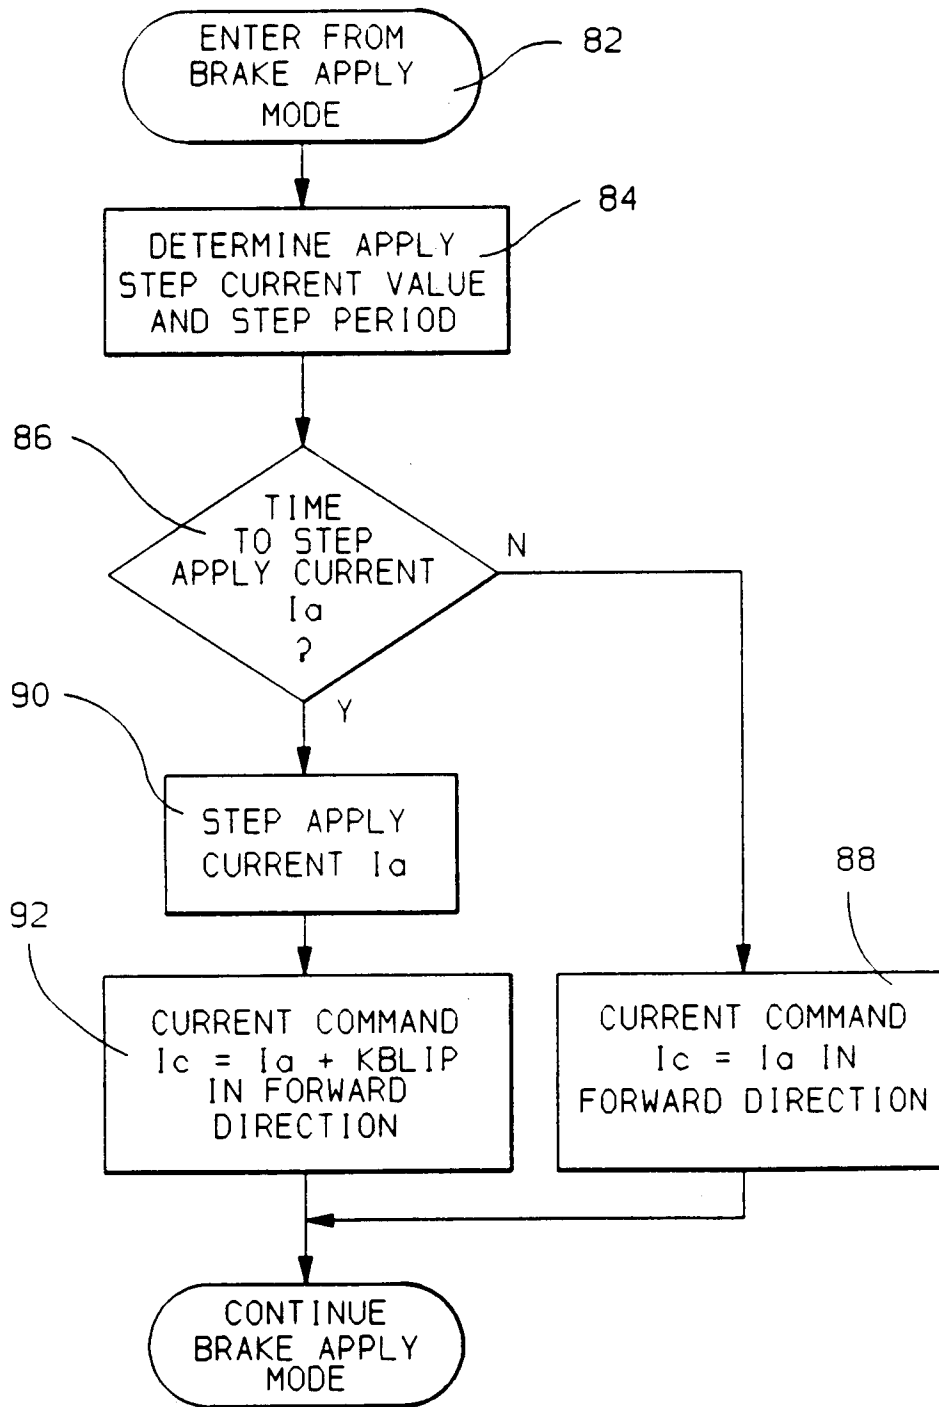 ENTER FROM
BRAKE APPLY
MODE
82
DETERMINE APPLY
STEP CURRENT VALUE
AND STEP PERIOD
84
86
TIME
TO STEP
APPLY CURRENT
Ia
?
N
Y
90
STEP APPLY
CURRENT Ia
92
CURRENT COMMAND
Ic = Ia + KBLIP
IN FORWARD
DIRECTION
88
CURRENT COMMAND
Ic = Ia IN
FORWARD DIRECTION
CONTINUE
BRAKE APPLY
MODE